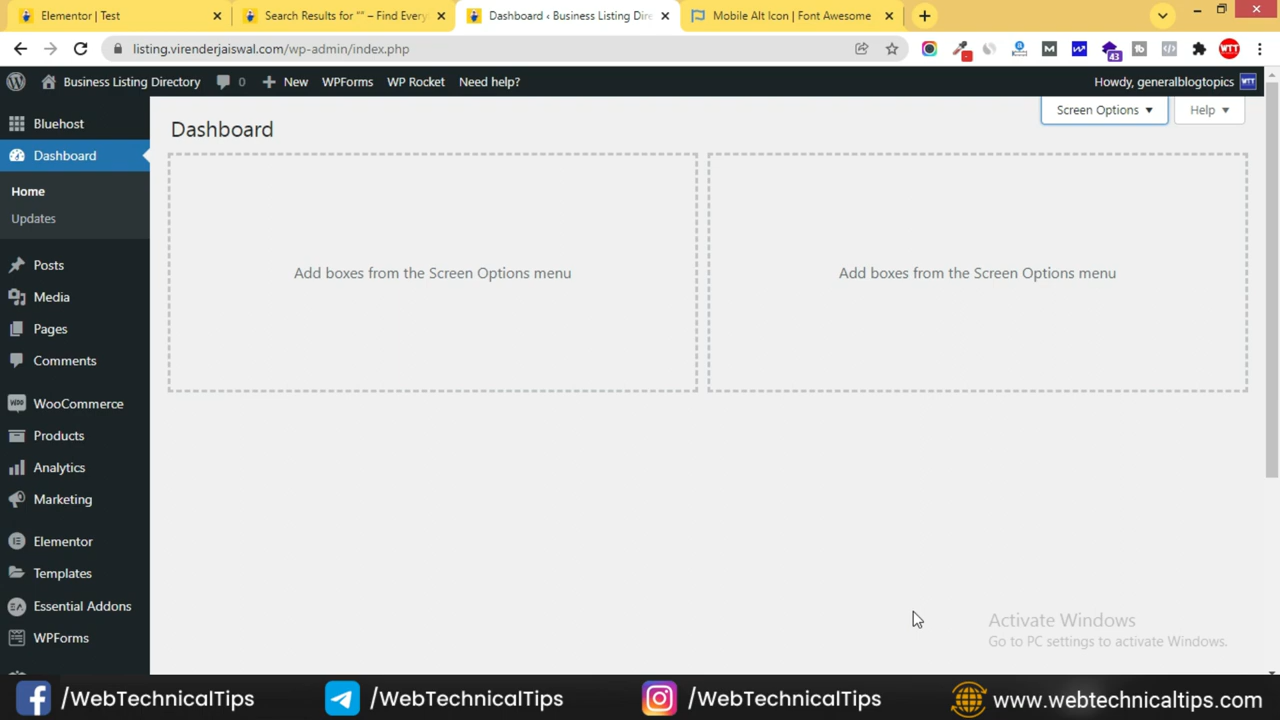 Elementor | Test
Search Results for "" – Find Every
Dashboard ‹ Business Listing Dire
Mobile Alt Icon | Font Awesome
listing.virenderjaiswal.com/wp-admin/index.php
43
WTT
Business Listing Directory
0
New
WPForms
WP Rocket
Need help?
Howdy, generalblogtopics
WTT
Bluehost
Dashboard
Home
Updates
Posts
Media
Pages
Comments
WooCommerce
Products
Analytics
Marketing
Elementor
Templates
Essential Addons
WPForms
Dashboard
Screen Options
Help
Add boxes from the Screen Options menu
Add boxes from the Screen Options menu
Activate Windows
Go to PC settings to activate Windows.
/WebTechnicalTips
/WebTechnicalTips
/WebTechnicalTips
www.webtechnicaltips.com